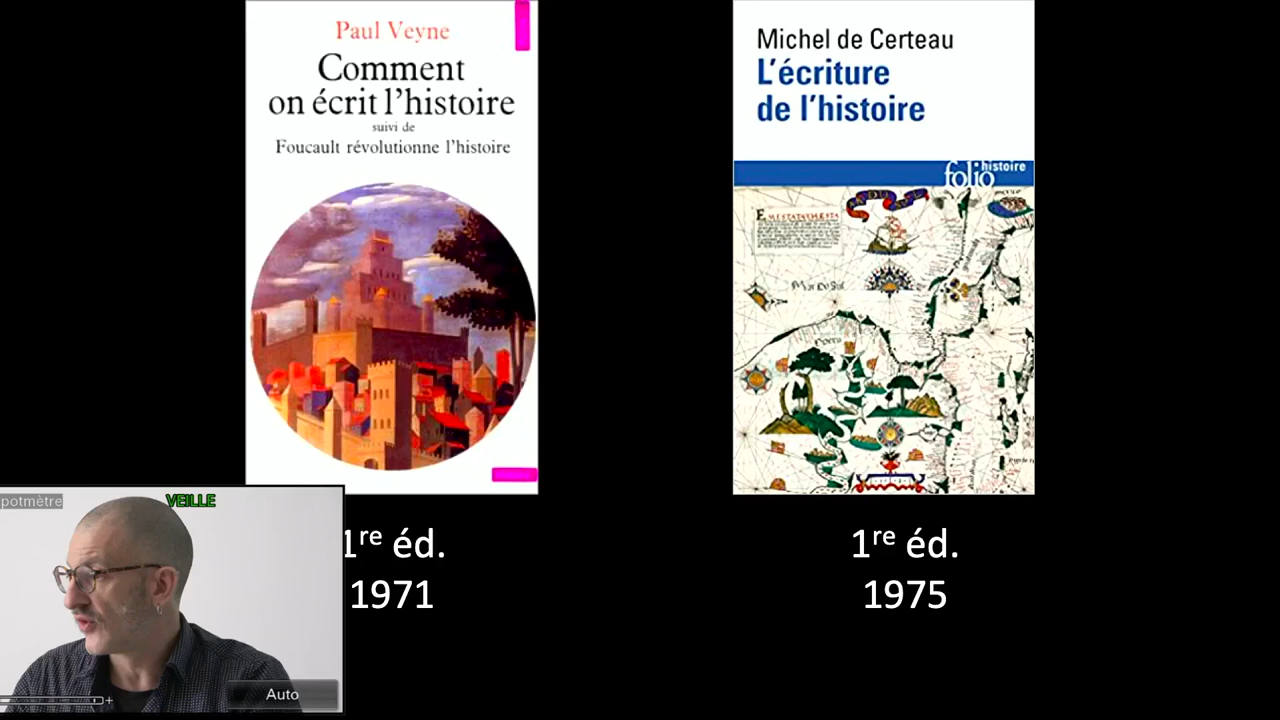 Paul Veyne
Comment
on écrit l'histoire
suivi de
Foucault révolutionne l'histoire
Michel de Certeau
L'écriture
de l'histoire
folio histoire
potmètre
VEILLE
Auto
1re éd.
1971
1re éd.
1975